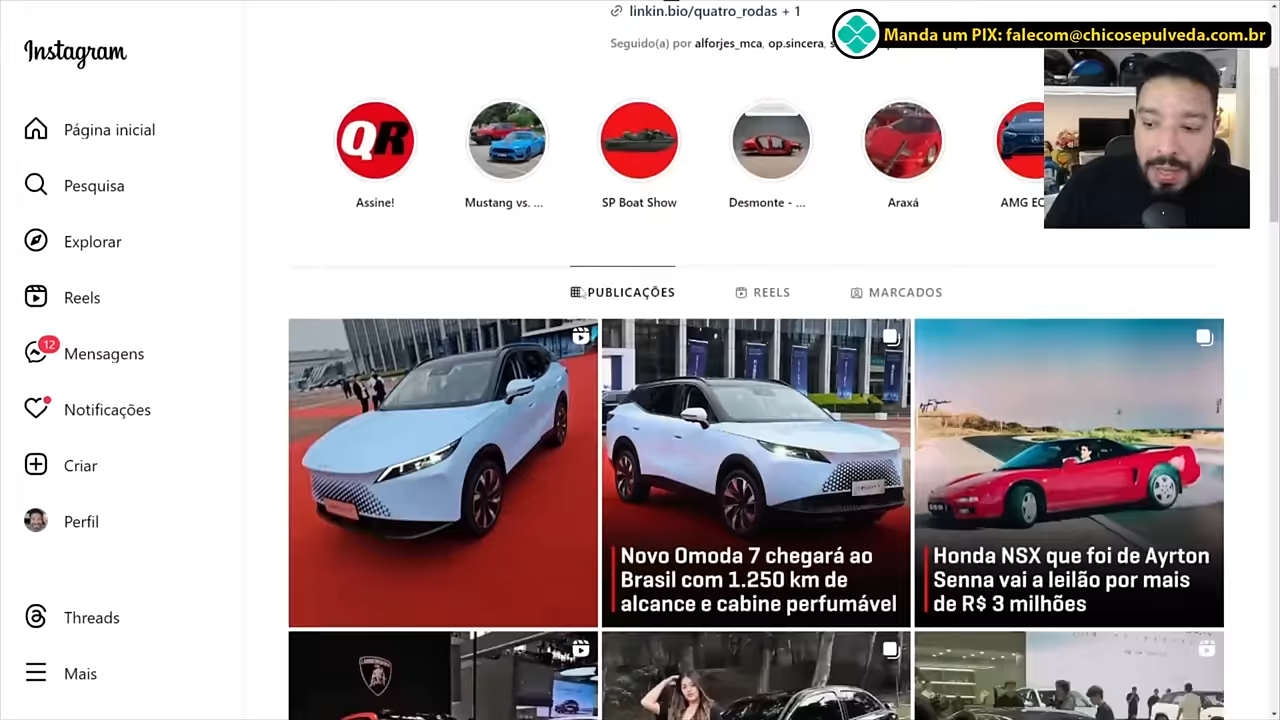 linkin.bio/quatro_rodas + 1
Manda um PIX: falecom@chicosepulveda.com.br
Instagram
Seguido(a) por alforjes_mca, op.sincera,
Página inicial
Pesquisa
Explorar
Reels
12
Mensagens
Notificações
Criar
Perfil
Threads
Mais
QR
Assine!
Mustang vs. ...
SP Boat Show
Desmonte - ...
Araxá
PUBLICAÇÕES
REELS
MARCADOS
Novo Omoda 7 chegará ao
Brasil com 1.250 km de
alcance e cabine perfumável
Honda NSX que foi de Ayrton
Senna vai a leilão por mais
de R$ 3 milhões